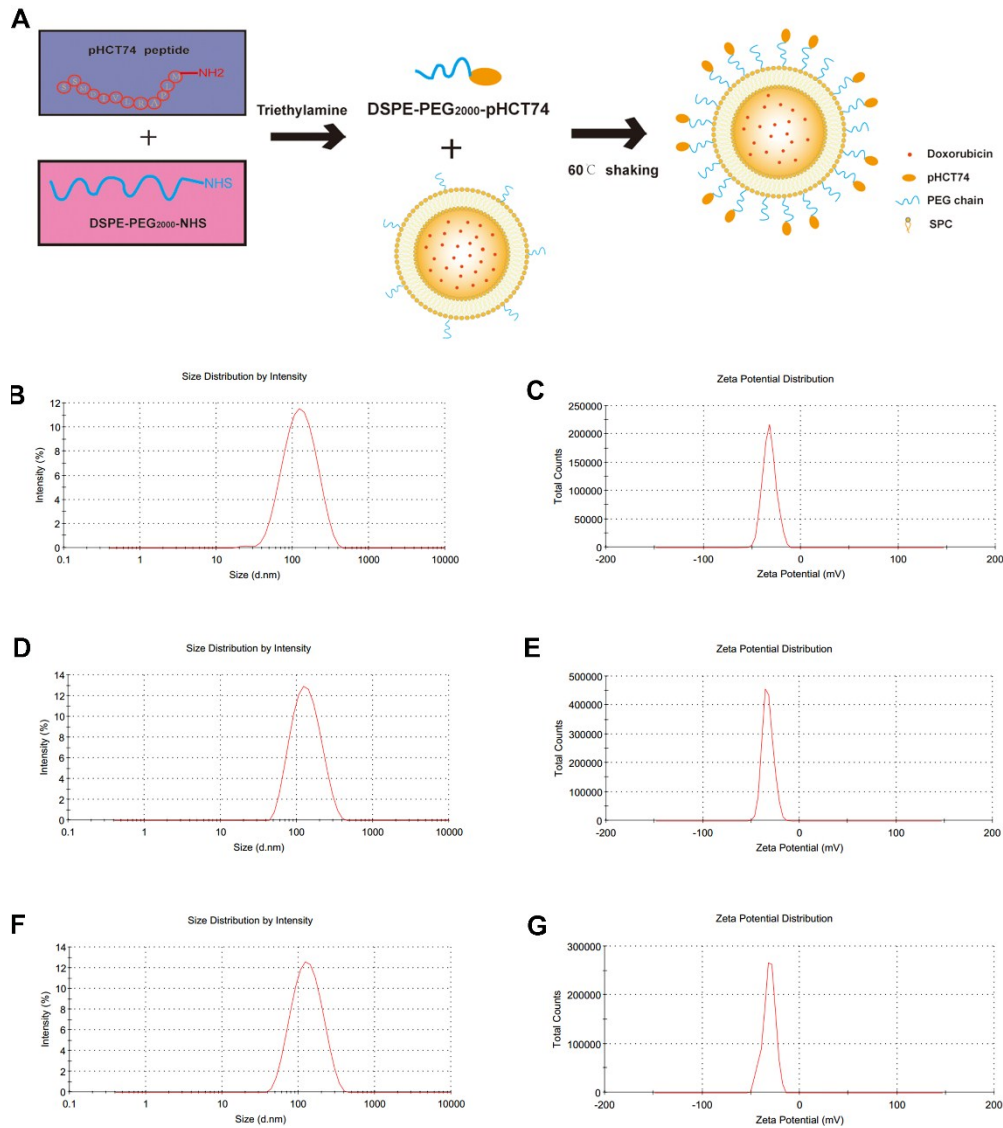 A
pHCT74 peptide
NH2
+
NHS
DSPE-PEG2000-NHS
Triethylamine
DSPE-PEG2000-pHCT74
+
60℃ shaking
Doxorubicin
pHCT74
PEG chain
SPC
B
Size Distribution by Intensity
Intensity (%)
12
10
8
6
4
2
0
0.1 1 10 100 1000 10000
Size (d.nm)
C
Zeta Potential Distribution
Total Counts
250000
200000
150000
100000
50000
0
-200 -100 0 100 200
Zeta Potential (mV)
D
Size Distribution by Intensity
Intensity (%)
14
12
10
8
6
4
2
0
0.1 1 10 100 1000 10000
Size (d.nm)
E
Zeta Potential Distribution
Total Counts
500000
400000
300000
200000
100000
0
-200 -100 0 100 200
Zeta Potential (mV)
F
Size Distribution by Intensity
Intensity (%)
14
12
10
8
6
4
2
0
0.1 1 10 100 1000 10000
Size (d.nm)
G
Zeta Potential Distribution
Total Counts
300000
200000
100000
0
-200 -100 0 100 200
Zeta Potential (mV)